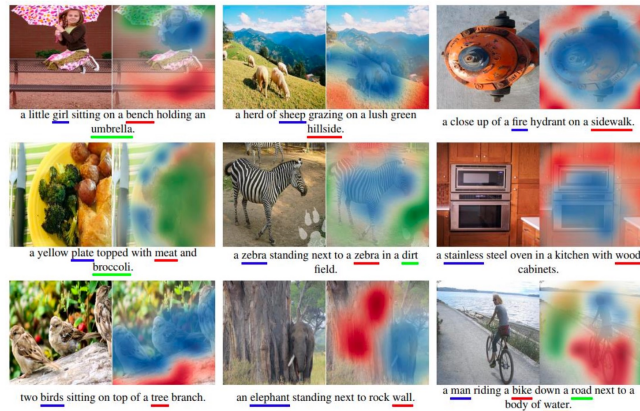 a little girl sitting on a bench holding an
umbrella.
a herd of sheep grazing on a lush green
hillside.
a close up of a fire hydrant on a sidewalk.
a yellow plate topped with meat and
broccoli.
a zebra standing next to a zebra in a dirt
field.
a stainless steel oven in a kitchen with wood
cabinets.
two birds sitting on top of a tree branch.
an elephant standing next to rock wall.
a man riding a bike down a road next to a
body of water.